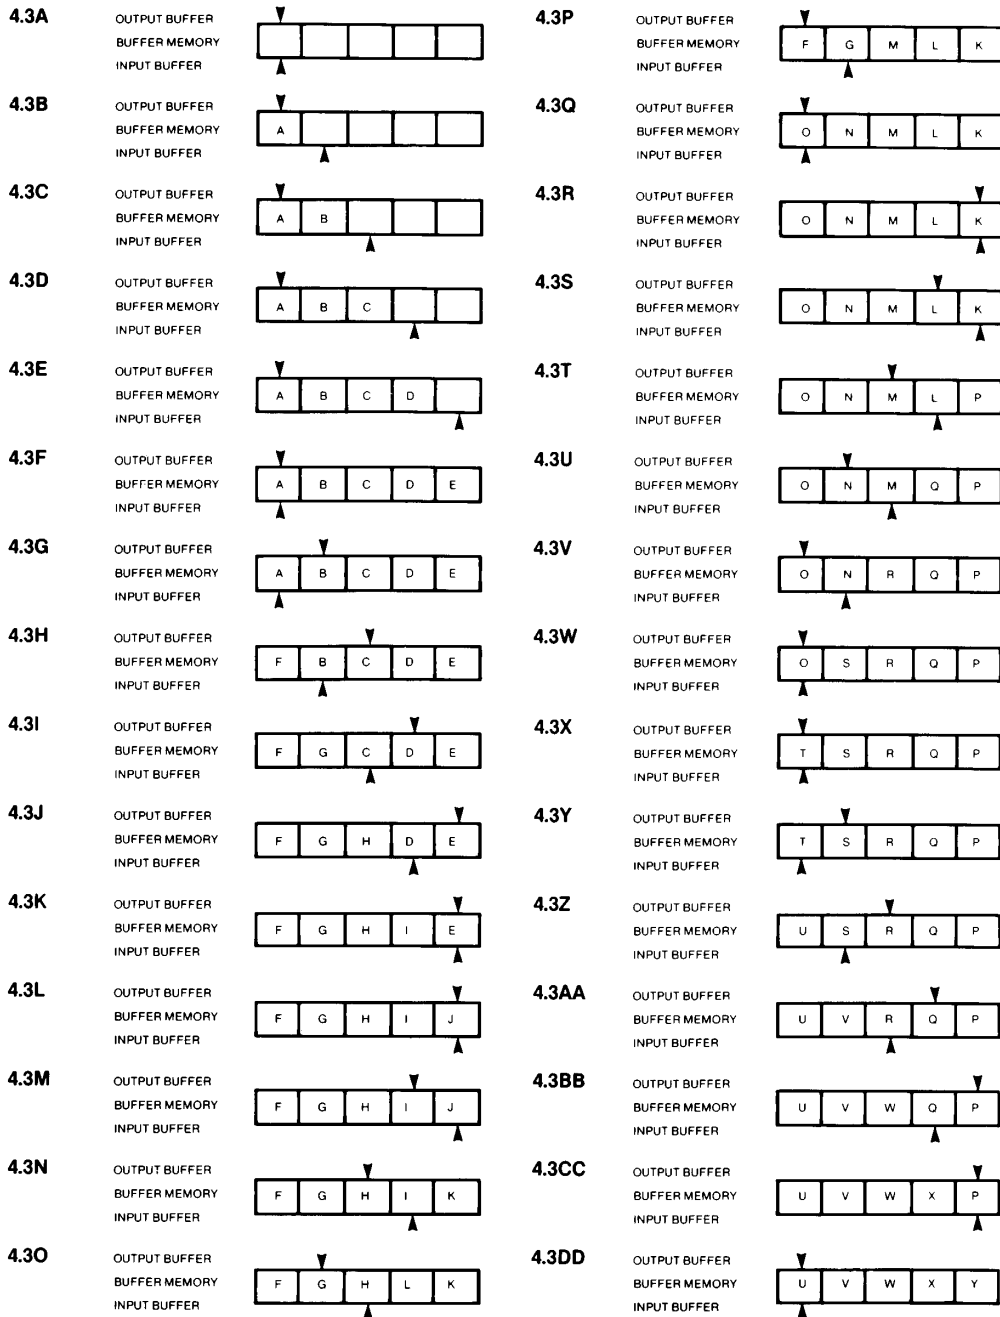 4.3A
OUTPUT BUFFER
BUFFER MEMORY
INPUT BUFFER
4.3B
OUTPUT BUFFER
BUFFER MEMORY A
INPUT BUFFER
4.3C
OUTPUT BUFFER
BUFFER MEMORY A B
INPUT BUFFER
4.3D
OUTPUT BUFFER
BUFFER MEMORY A B C
INPUT BUFFER
4.3E
OUTPUT BUFFER
BUFFER MEMORY A B C D
INPUT BUFFER
4.3F
OUTPUT BUFFER
BUFFER MEMORY A B C D E
INPUT BUFFER
4.3G
OUTPUT BUFFER
BUFFER MEMORY A B C D E
INPUT BUFFER
4.3H
OUTPUT BUFFER
BUFFER MEMORY F B C D E
INPUT BUFFER
4.3I
OUTPUT BUFFER
BUFFER MEMORY F G C D E
INPUT BUFFER
4.3J
OUTPUT BUFFER
BUFFER MEMORY F G H D E
INPUT BUFFER
4.3K
OUTPUT BUFFER
BUFFER MEMORY F G H I E
INPUT BUFFER
4.3L
OUTPUT BUFFER
BUFFER MEMORY F G H I J
INPUT BUFFER
4.3M
OUTPUT BUFFER
BUFFER MEMORY F G H I J
INPUT BUFFER
4.3N
OUTPUT BUFFER
BUFFER MEMORY F G H I K
INPUT BUFFER
4.3O
OUTPUT BUFFER
BUFFER MEMORY F G H L K
INPUT BUFFER
4.3P
OUTPUT BUFFER
BUFFER MEMORY F G M L K
INPUT BUFFER
4.3Q
OUTPUT BUFFER
BUFFER MEMORY O N M L K
INPUT BUFFER
4.3R
OUTPUT BUFFER
BUFFER MEMORY O N M L K
INPUT BUFFER
4.3S
OUTPUT BUFFER
BUFFER MEMORY O N M L K
INPUT BUFFER
4.3T
OUTPUT BUFFER
BUFFER MEMORY O N M L P
INPUT BUFFER
4.3U
OUTPUT BUFFER
BUFFER MEMORY O N M Q P
INPUT BUFFER
4.3V
OUTPUT BUFFER
BUFFER MEMORY O N R Q P
INPUT BUFFER
4.3W
OUTPUT BUFFER
BUFFER MEMORY O S R Q P
INPUT BUFFER
4.3X
OUTPUT BUFFER
BUFFER MEMORY T S R Q P
INPUT BUFFER
4.3Y
OUTPUT BUFFER
BUFFER MEMORY T S R Q P
INPUT BUFFER
4.3Z
OUTPUT BUFFER
BUFFER MEMORY U S R Q P
INPUT BUFFER
4.3AA
OUTPUT BUFFER
BUFFER MEMORY U V R Q P
INPUT BUFFER
4.3BB
OUTPUT BUFFER
BUFFER MEMORY U V W Q P
INPUT BUFFER
4.3CC
OUTPUT BUFFER
BUFFER MEMORY U V W X P
INPUT BUFFER
4.3DD
OUTPUT BUFFER
BUFFER MEMORY U V W X Y
INPUT BUFFER